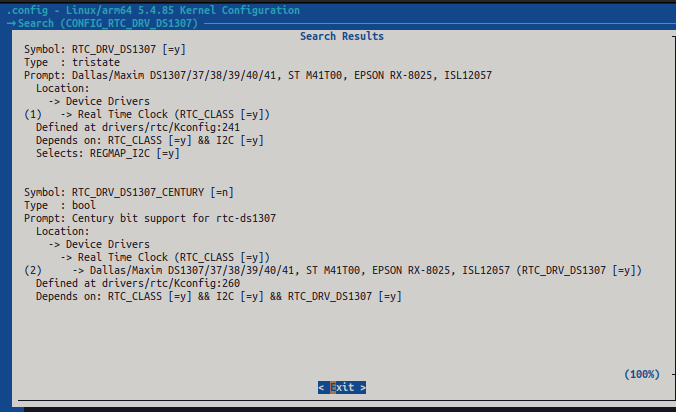 .config - Linux/arm64 5.4.85 Kernel Configuration
→ Search (CONFIG_RTC_DRV_DS1307)
Search Results
Symbol: RTC_DRV_DS1307 [=y]
Type  : tristate
Prompt: Dallas/Maxim DS1307/37/38/39/40/41, ST M41T00, EPSON RX-8025, ISL12057
  Location:
    -> Device Drivers
(1)   -> Real Time Clock (RTC_CLASS [=y])
  Defined at drivers/rtc/Kconfig:241
  Depends on: RTC_CLASS [=y] && I2C [=y]
  Selects: REGMAP_I2C [=y]
Symbol: RTC_DRV_DS1307_CENTURY [=n]
Type  : bool
Prompt: Century bit support for rtc-ds1307
  Location:
    -> Device Drivers
      -> Real Time Clock (RTC_CLASS [=y])
(2)     -> Dallas/Maxim DS1307/37/38/39/40/41, ST M41T00, EPSON RX-8025, ISL12057 (RTC_DRV_DS1307 [=y])
  Defined at drivers/rtc/Kconfig:260
  Depends on: RTC_CLASS [=y] && I2C [=y] && RTC_DRV_DS1307 [=y]
(100%)
< Exit >